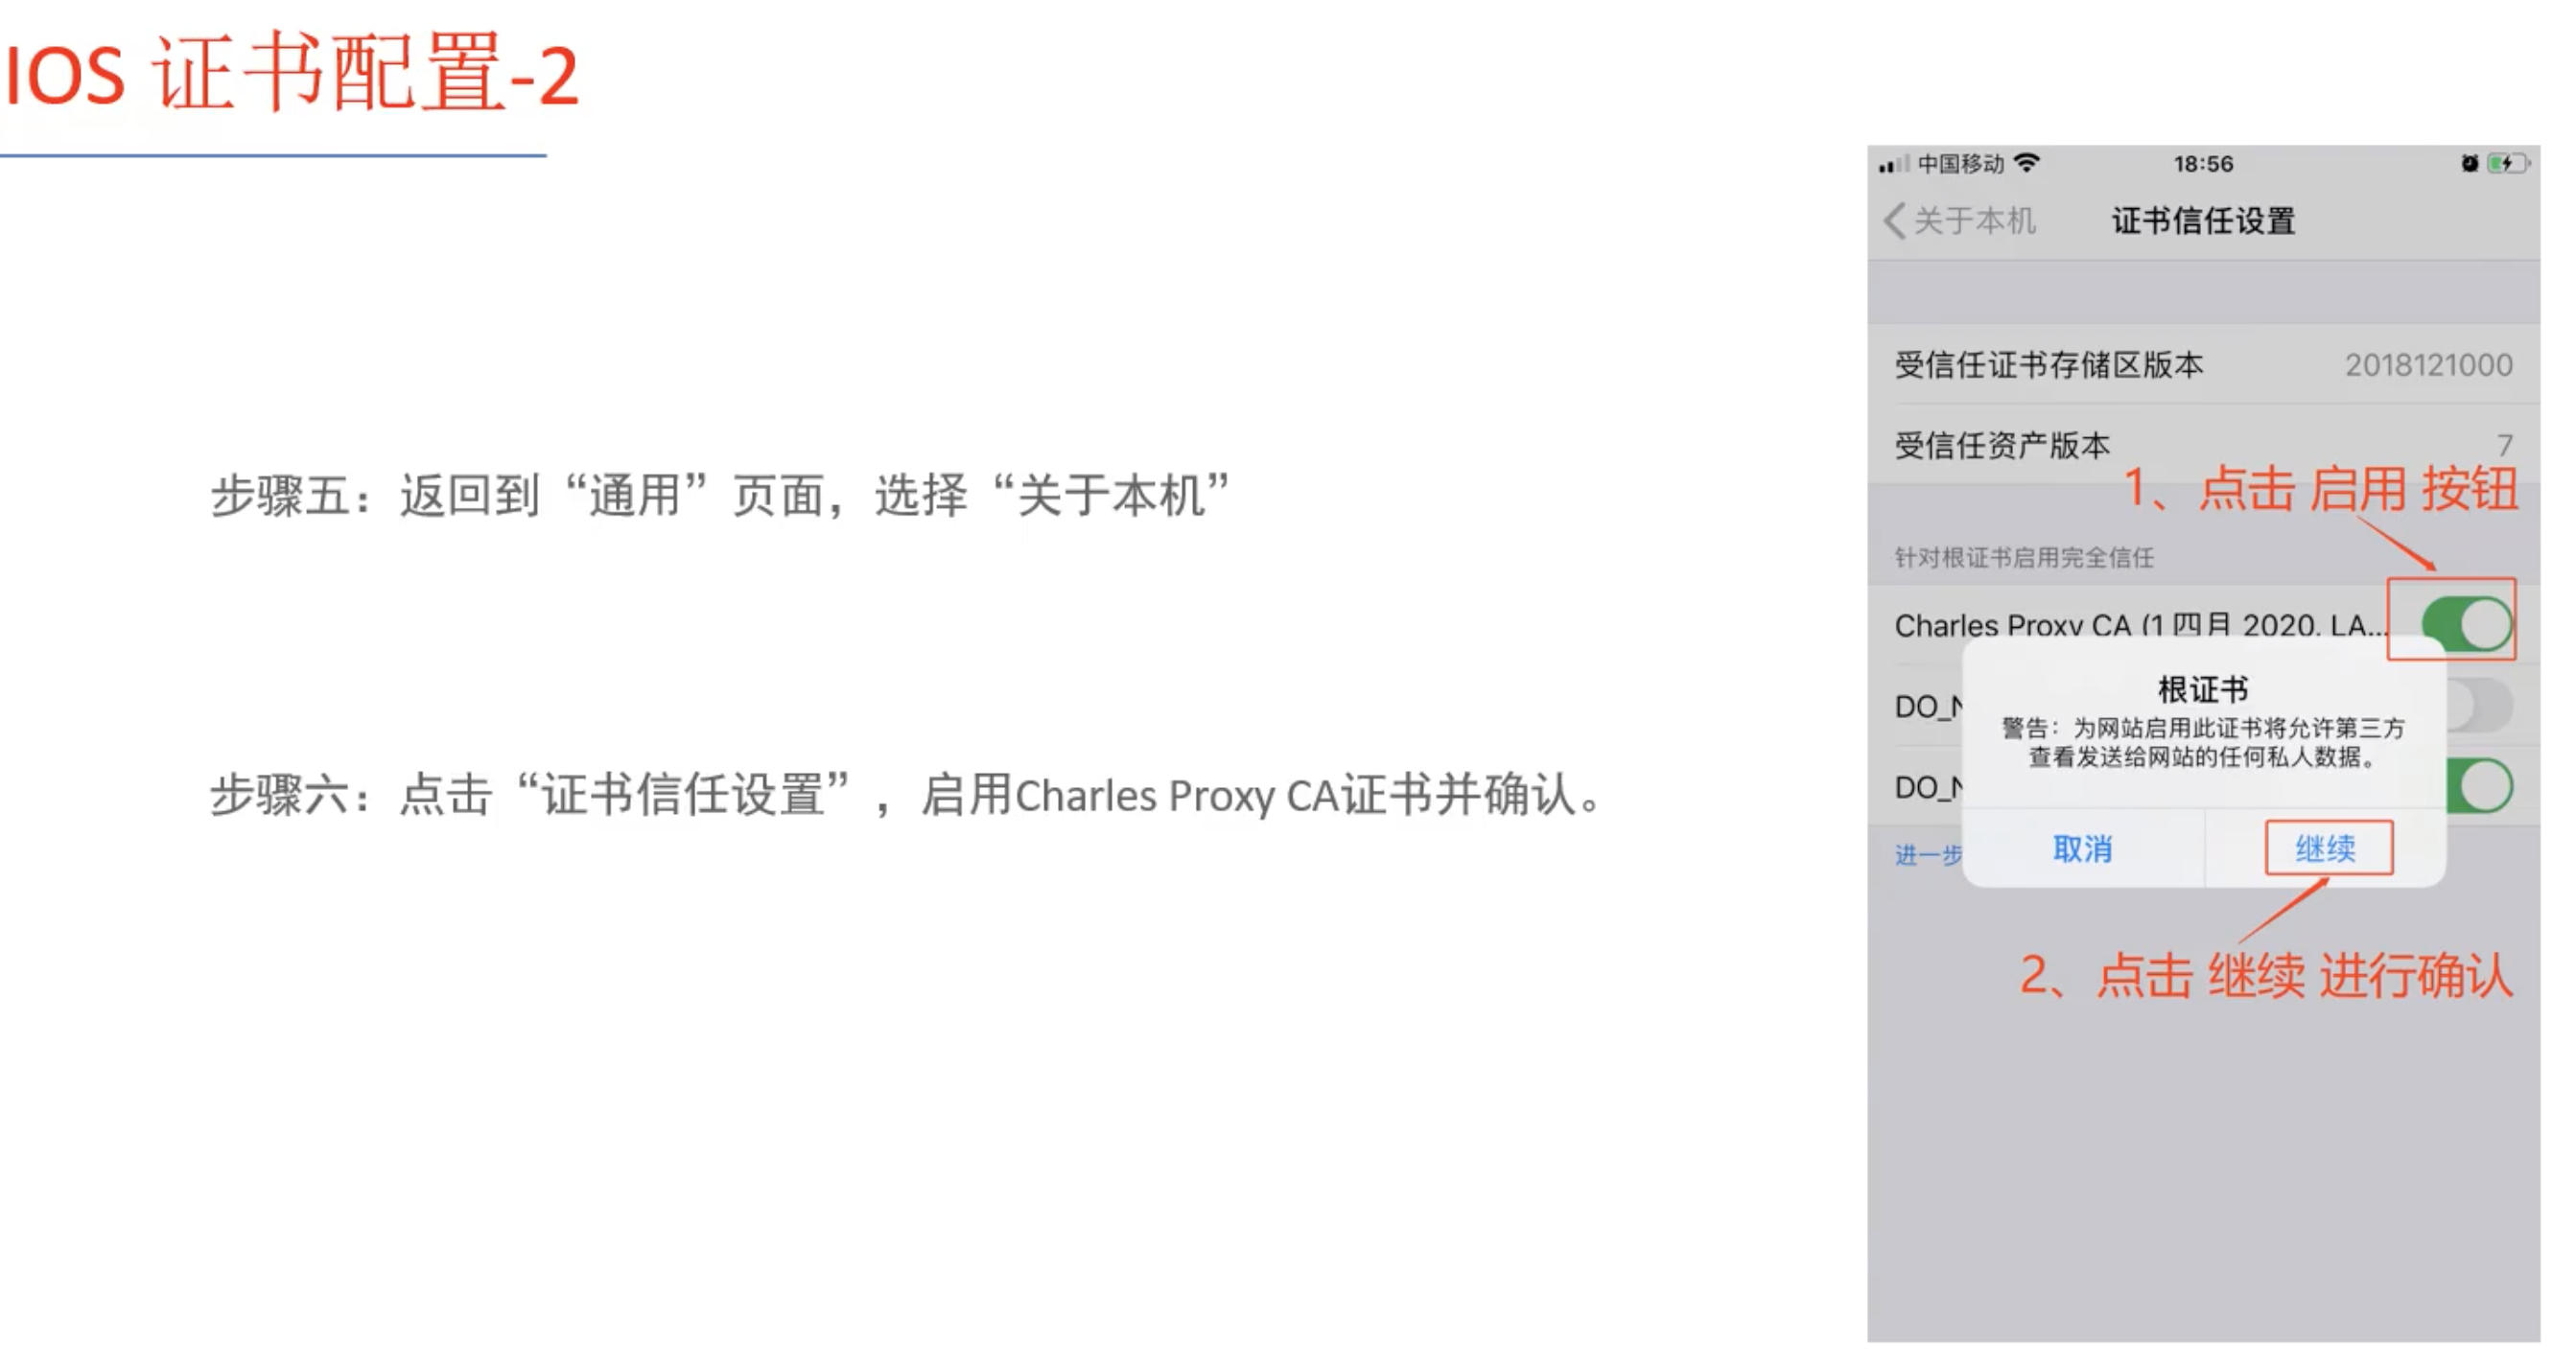 IOS 证书配置-2
步骤五：返回到“通用”页面，选择“关于本机”
步骤六：点击“证书信任设置”，启用Charles Proxy CA证书并确认。
中国移动 18:56
关于本机 证书信任设置
受信任证书存储区版本 2018121000
受信任资产版本 7
1、点击 启用 按钮
针对根证书启用完全信任
Charles Proxy CA (1 四月 2020, LA...
根证书
DO_N
警告：为网站启用此证书将允许第三方
查看发送给网站的任何私人数据。
DO_N
进一步
取消 继续
2、点击 继续 进行确认